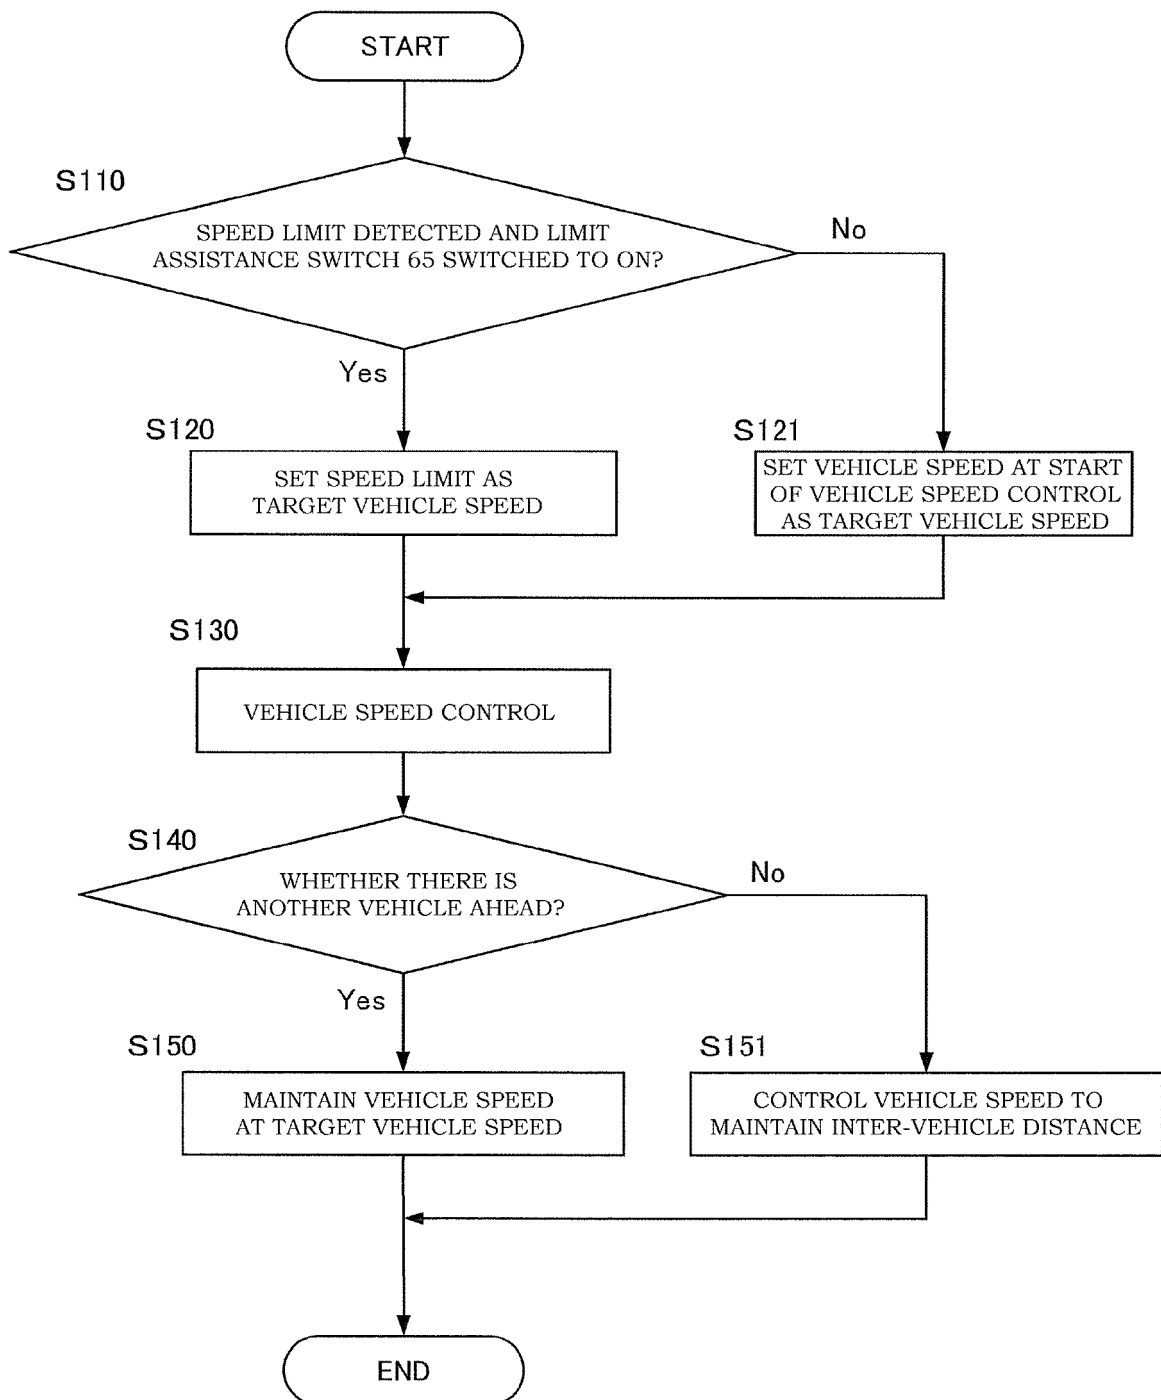 START
S110
SPEED LIMIT DETECTED AND LIMIT
ASSISTANCE SWITCH 65 SWITCHED TO ON?
No
Yes
S120
SET SPEED LIMIT AS
TARGET VEHICLE SPEED
S121
SET VEHICLE SPEED AT START
OF VEHICLE SPEED CONTROL
AS TARGET VEHICLE SPEED
S130
VEHICLE SPEED CONTROL
S140
WHETHER THERE IS
ANOTHER VEHICLE AHEAD?
No
Yes
S150
MAINTAIN VEHICLE SPEED
AT TARGET VEHICLE SPEED
S151
CONTROL VEHICLE SPEED TO
MAINTAIN INTER-VEHICLE DISTANCE
END